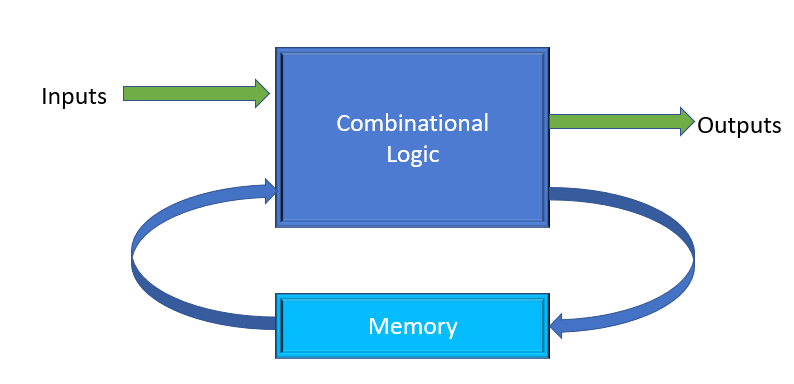 Inputs
Combinational
Logic
Outputs
Memory